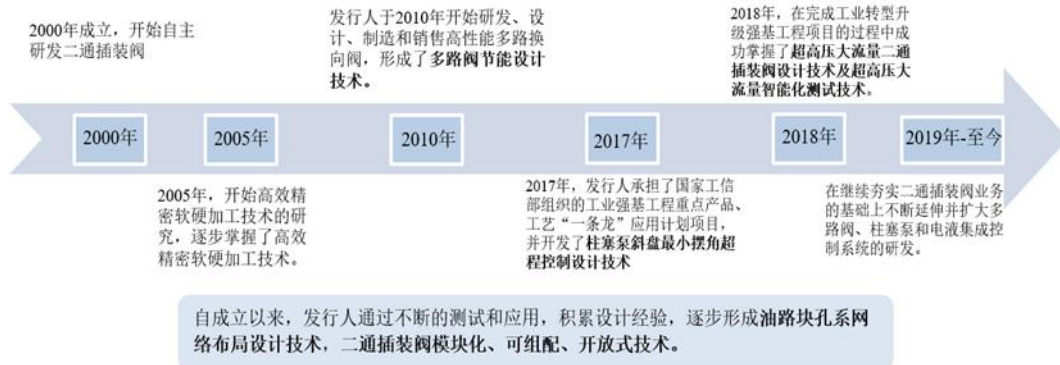 2000年成立，开始自主
研发二通插装阀
发行人于2010年开始研发、设
计、制造和销售高性能多路换
向阀，形成了多路阀节能设计
技术。
2018年，在完成工业转型升
级强基工程项目的过程中成
功掌握了超高压大流量二通
插装阀设计技术及超高压大
流量智能化测试技术。
2000年
2005年
2010年
2017年
2018年
2019年-至今
2005年，开始高效精
密软硬加工技术的研
究，逐步掌握了高效
精密软硬加工技术。
2017年，发行人承担了国家工信
部组织的工业强基工程重点产品、
工艺“一条龙”应用计划项目，
并开发了柱塞泵斜盘最小摆角超
程控制设计技术
在继续夯实二通插装阀业务
的基础上不断延伸并扩大多
路阀、柱塞泵和电液集成控
制系统的研发。
自成立以来，发行人通过不断的测试和应用，积累设计经验，逐步形成油路块孔系网
络布局设计技术，二通插装阀模块化、可组配、开放式技术。